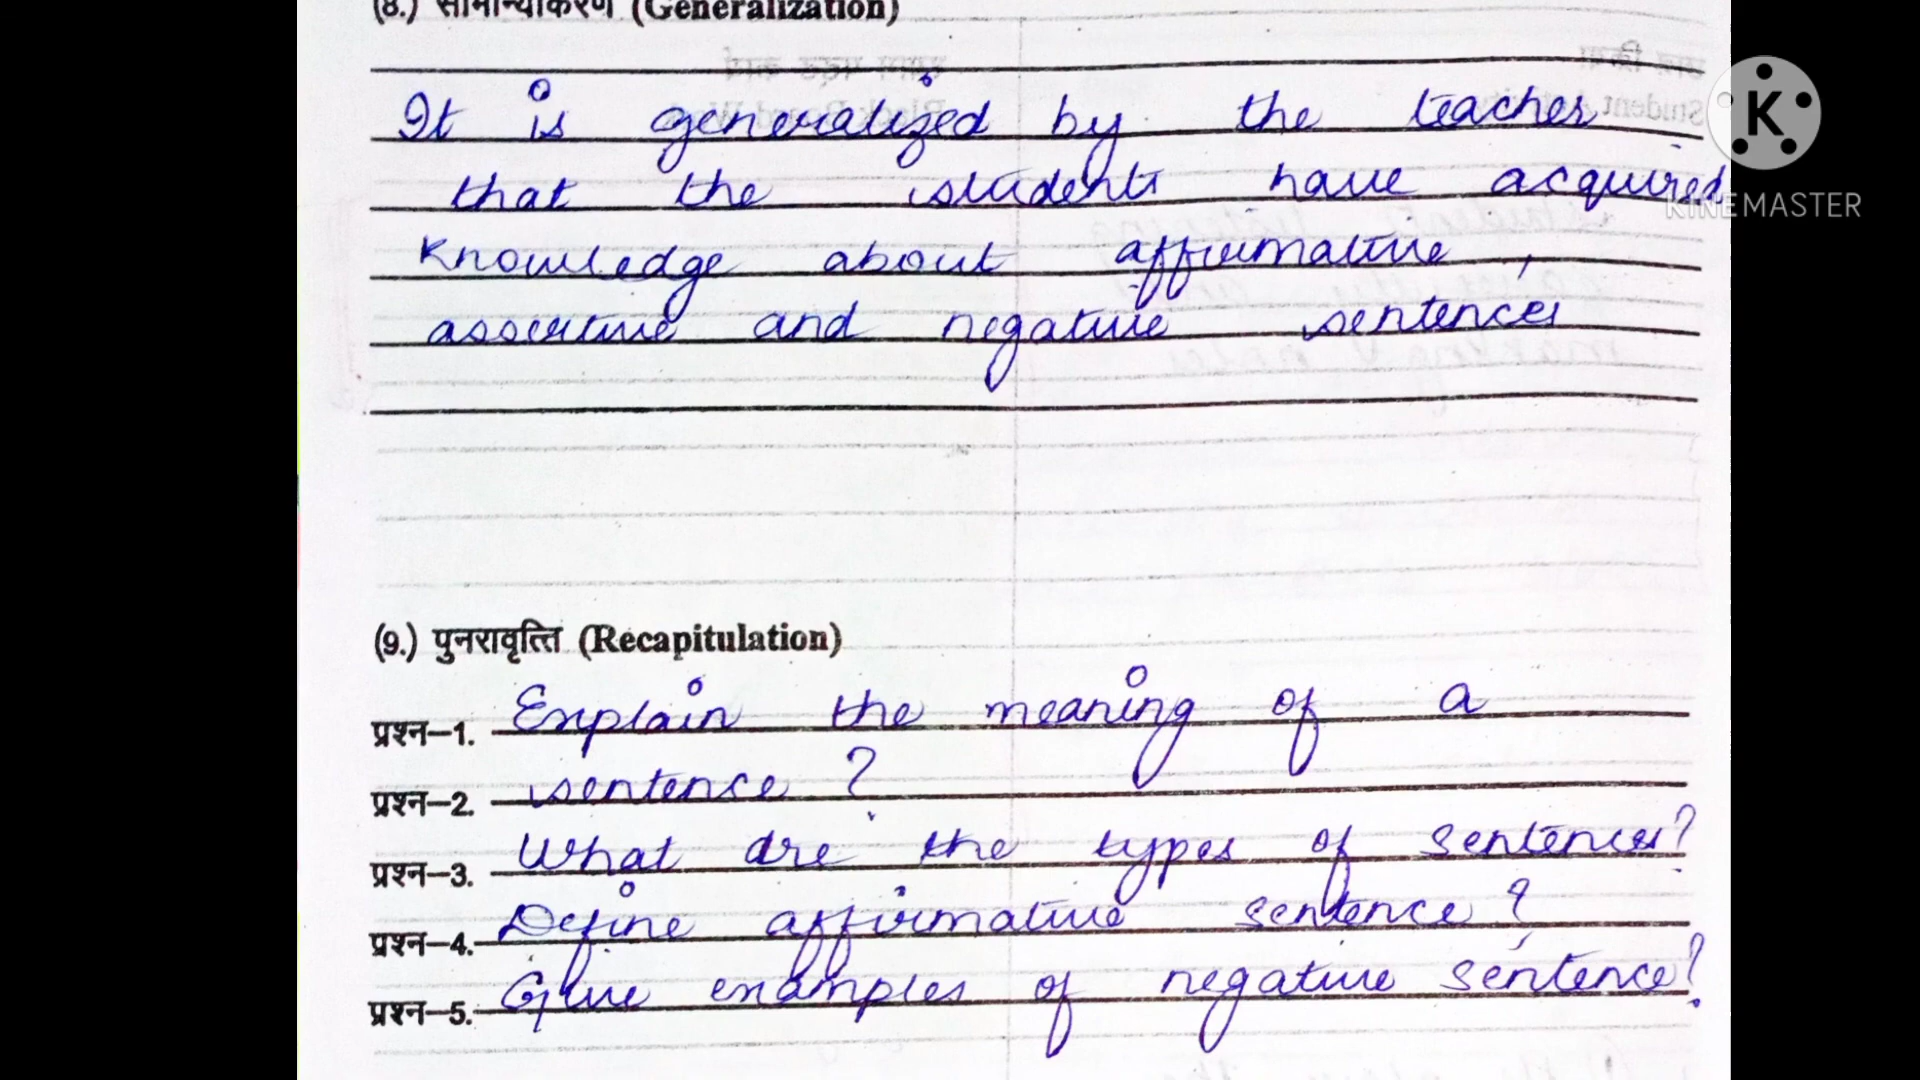 (8.) सामान्यीकरण (Generalization)
It is generalized by the teacher
that the students have acquired
knowledge about affirmative,
assertive and negative sentences
(9.) पुनरावृत्ति (Recapitulation)
प्रश्न–1. Explain the meaning of a
प्रश्न–2. sentence ?
प्रश्न–3. What are the types of sentences?
प्रश्न–4. Define affirmative sentence ?
प्रश्न–5. Give examples of negative sentence?
K
KINEMASTER